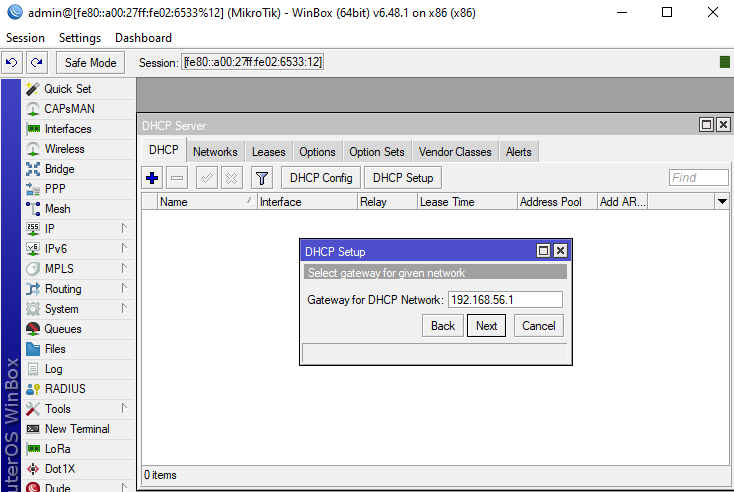 admin@[fe80::a00:27ff:fe02:6533%12] (MikroTik) - WinBox (64bit) v6.48.1 on x86 (x86)
Session Settings Dashboard
Safe Mode Session: [fe80::a00:27ff:fe02:6533:12]
Quick Set
CAPsMAN
Interfaces
Wireless
Bridge
PPP
Mesh
IP
IPv6
MPLS
Routing
System
Queues
Files
Log
RADIUS
Tools
New Terminal
LoRa
Dot1X
Dude
uterOS WinBox
DHCP Server
DHCP Networks Leases Options Option Sets Vendor Classes Alerts
DHCP Config DHCP Setup Find
Name Interface Relay Lease Time Address Pool Add AR...
DHCP Setup
Select gateway for given network
Gateway for DHCP Network: 192.168.56.1
Back Next Cancel
0 items